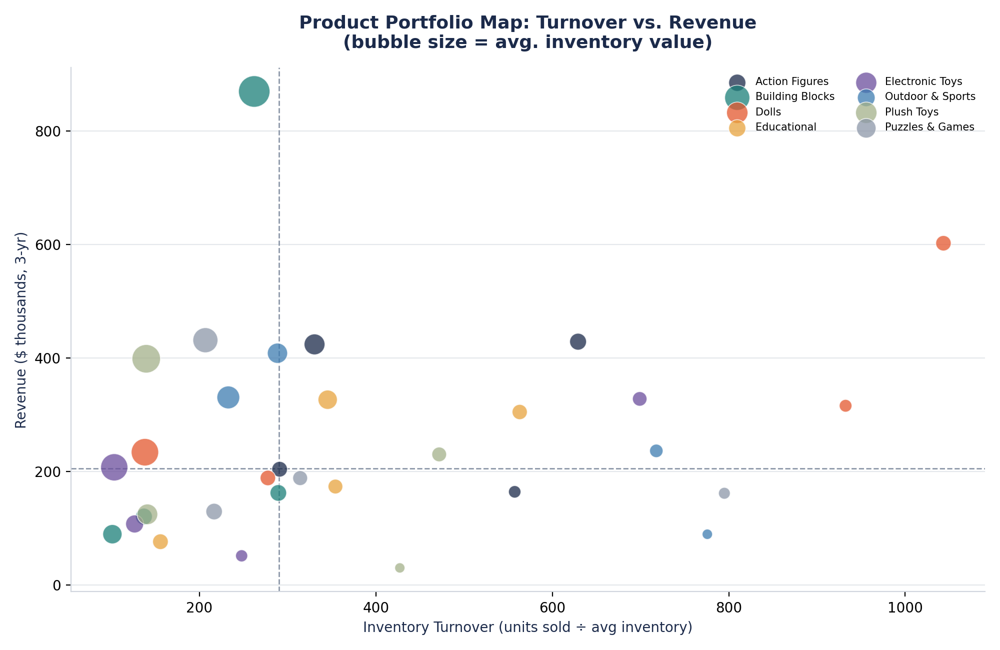 Product Portfolio Map: Turnover vs. Revenue
(bubble size = avg. inventory value)
Action Figures
Building Blocks
Dolls
Educational
Electronic Toys
Outdoor & Sports
Plush Toys
Puzzles & Games
Revenue ($ thousands, 3-yr)
800
600
400
200
0
200
400
600
800
1000
Inventory Turnover (units sold ÷ avg inventory)